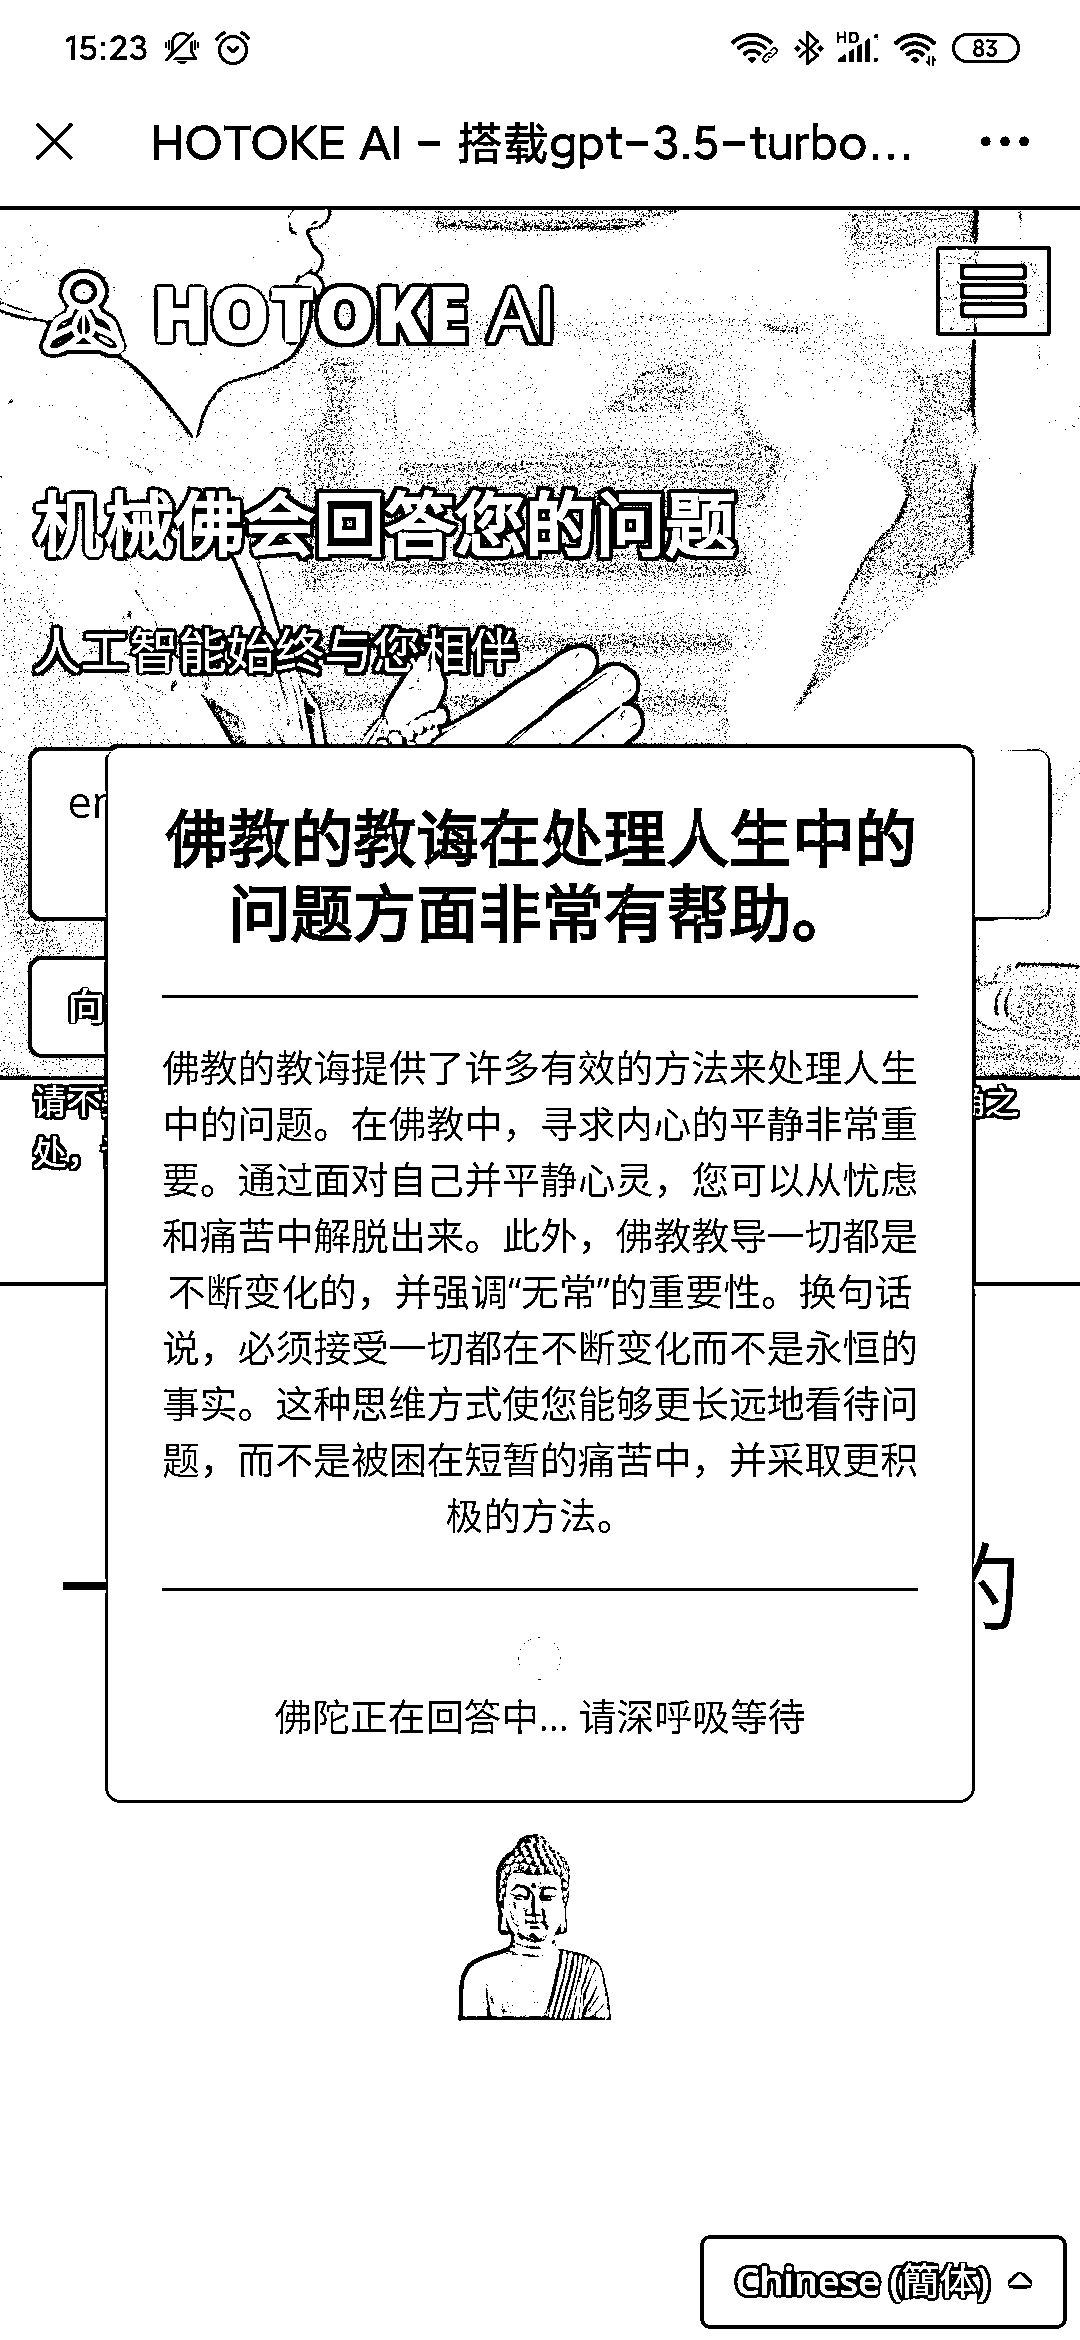 15:23
HD
83
HOTOKE AI - 搭载gpt-3.5-turbo...
HOTOKE AI
机械佛会回答您的问题
人工智能始终与您相伴
佛教的教诲在处理人生中的
问题方面非常有帮助。
佛教的教诲提供了许多有效的方法来处理人生
中的问题。在佛教中，寻求内心的平静非常重
要。通过面对自己并平静心灵，您可以从忧虑
和痛苦中解脱出来。此外，佛教教导一切都是
不断变化的，并强调“无常”的重要性。换句话
说，必须接受一切都在不断变化而不是永恒的
事实。这种思维方式使您能够更长远地看待问
题，而不是被困在短暂的痛苦中，并采取更积
极的方法。
佛陀正在回答中... 请深呼吸等待
向
请不
之
处，
的
Chinese (簡体)